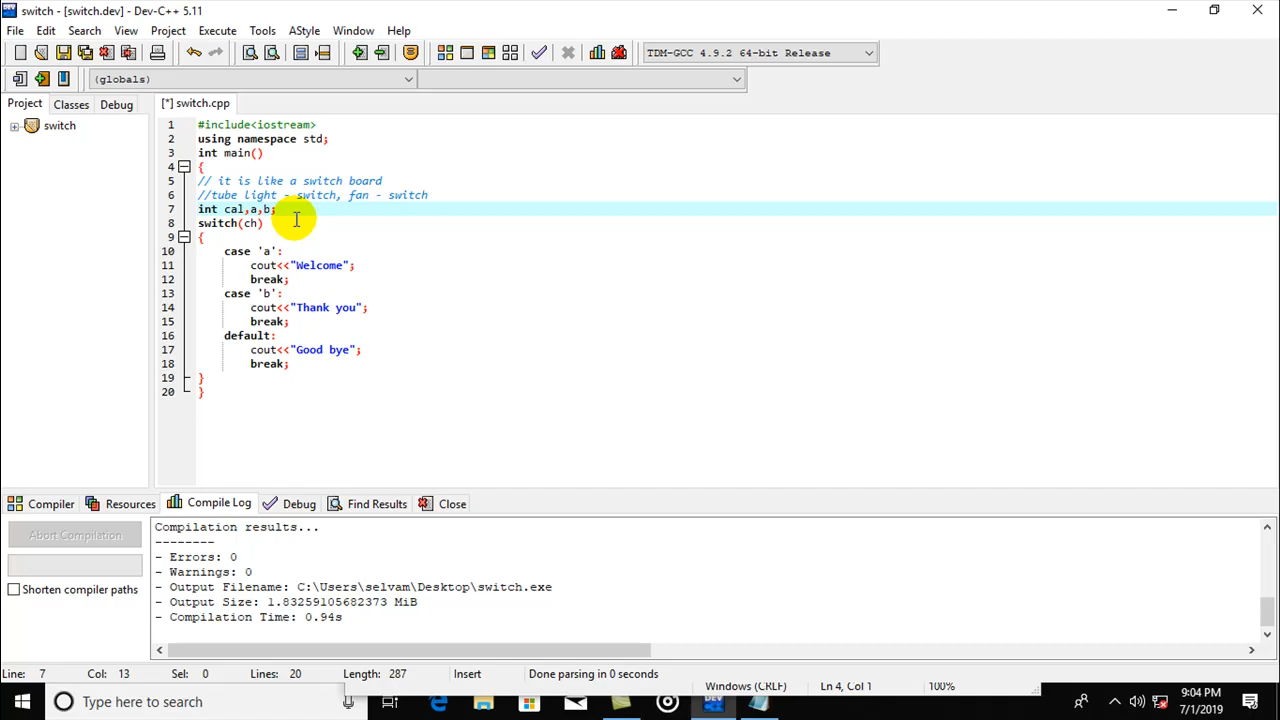 switch - [switch.dev] - Dev-C++ 5.11
File Edit Search View Project Execute Tools AStyle Window Help
TDM-GCC 4.9.2 64-bit Release
(globals)
Project Classes Debug
[*] switch.cpp
switch
1 #include<iostream>
2 using namespace std;
3 int main()
4 {
5 // it is like a switch board
6 //tube light - switch, fan - switch
7 int cal,a,b;
8 switch(ch)
9 {
10 case 'a':
11 cout<<"Welcome";
12 break;
13 case 'b':
14 cout<<"Thank you";
15 break;
16 default:
17 cout<<"Good bye";
18 break;
19 }
20 }
Compiler Resources Compile Log Debug Find Results Close
Abort Compilation
Shorten compiler paths
Compilation results...
--------
- Errors: 0
- Warnings: 0
- Output Filename: C:\Users\selvam\Desktop\switch.exe
- Output Size: 1.83259105682373 MiB
- Compilation Time: 0.94s
Line: 7 Col: 13 Sel: 0 Lines: 20 Length: 287 Insert Done parsing in 0 seconds
Windows (CRLF) Ln 4, Col 1 100%
Type here to search
DEV
9:04 PM
7/1/2019